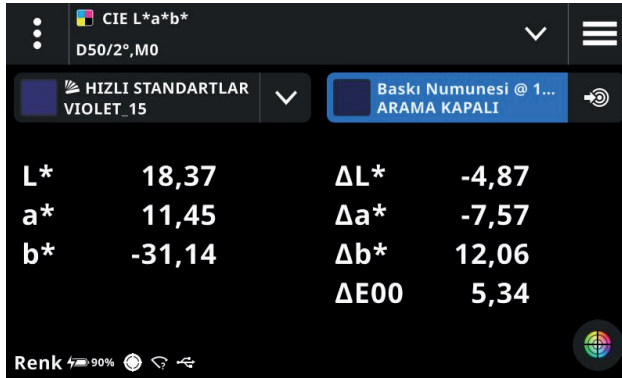 CIE L*a*b*
D50/2°,M0
HIZLI STANDARTLAR
VIOLET_15
Baskı Numunesi @ 1...
ARAMA KAPALI
L* 18,37
a* 11,45
b* -31,14
ΔL* -4,87
Δa* -7,57
Δb* 12,06
ΔE00 5,34
Renk 90% ?